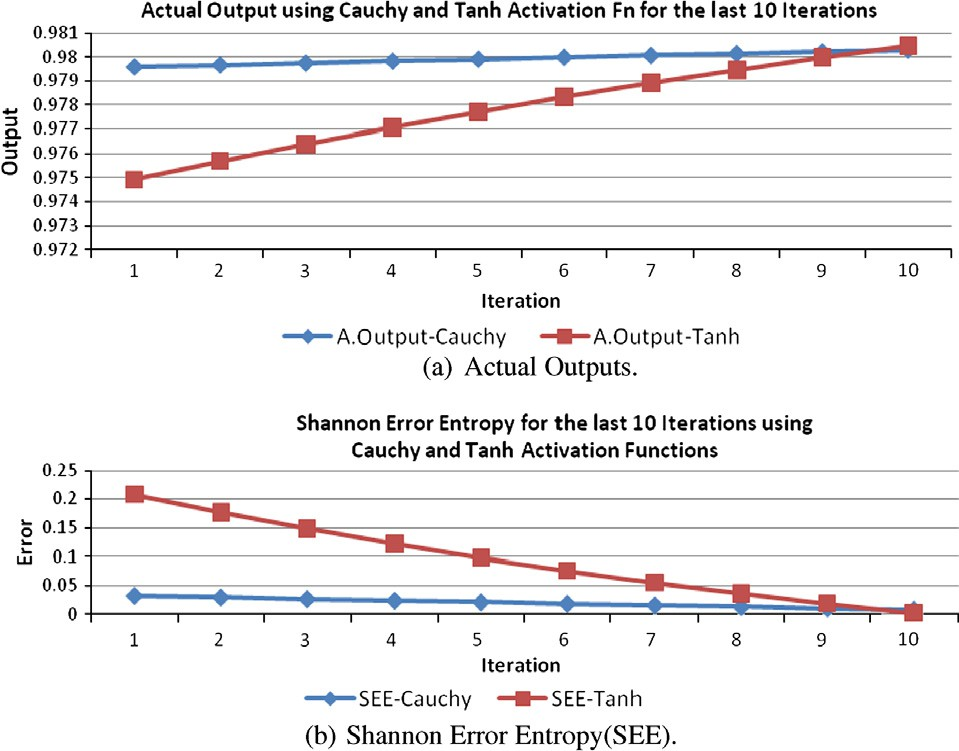 Actual Output using Cauchy and Tanh Activation Fn for the last 10 Iterations
0.981
0.98
0.979
0.978
0.977
0.976
0.975
0.974
0.973
0.972
Output
1 2 3 4 5 6 7 8 9 10
Iteration
A.Output-Cauchy A.Output-Tanh
(a) Actual Outputs.
Shannon Error Entropy for the last 10 Iterations using
Cauchy and Tanh Activation Functions
0.25
0.2
0.15
0.1
0.05
0
Error
1 2 3 4 5 6 7 8 9 10
Iteration
SEE-Cauchy SEE-Tanh
(b) Shannon Error Entropy(SEE).